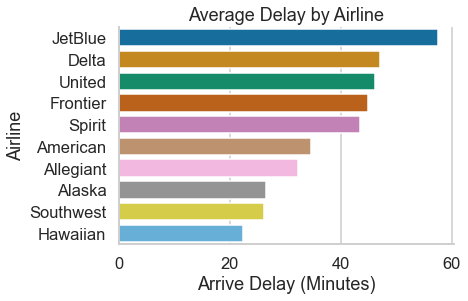 Average Delay by Airline
JetBlue
Delta
United
Frontier
Spirit
American
Allegiant
Alaska
Southwest
Hawaiian
Airline
0 20 40 60
Arrive Delay (Minutes)